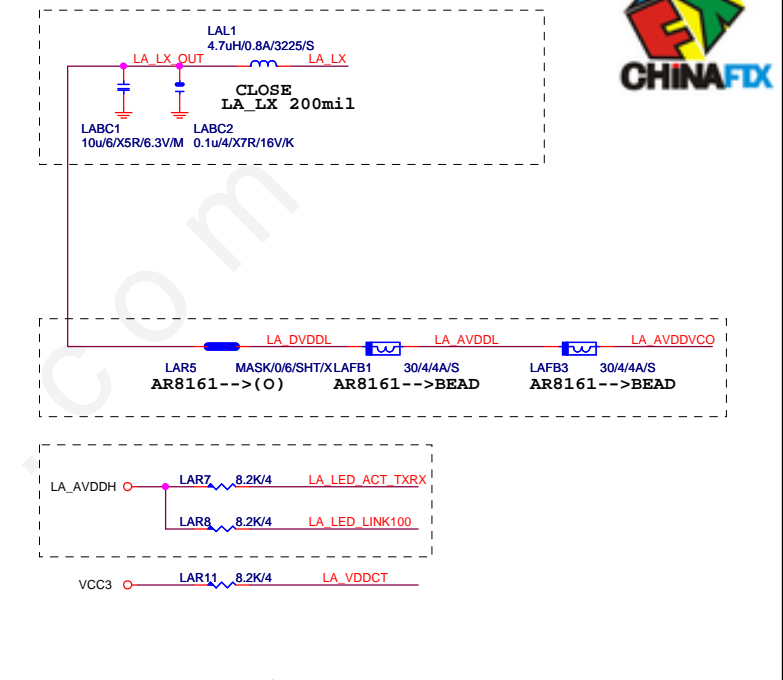 LAL1
4.7uH/0.8A/3225/S
LA_LX_OUT
LA_LX
CHiNAFIX
CLOSE
LA_LX 200mil
LABC1
10u/6/X5R/6.3V/M
LABC2
0.1u/4/X7R/16V/K
com
LA_DVDDL
LA_AVDDL
LA_AVDDVCO
LAR5
MASK/0/6/SHT/X
LAFB1
30/4/4A/S
LAFB3
30/4/4A/S
AR8161-->(O)
AR8161-->BEAD
AR8161-->BEAD
LA_AVDDH
LAR7
8.2K/4
LA_LED_ACT_TXRX
LAR8
8.2K/4
LA_LED_LINK100
VCC3
LAR11
8.2K/4
LA_VDDCT